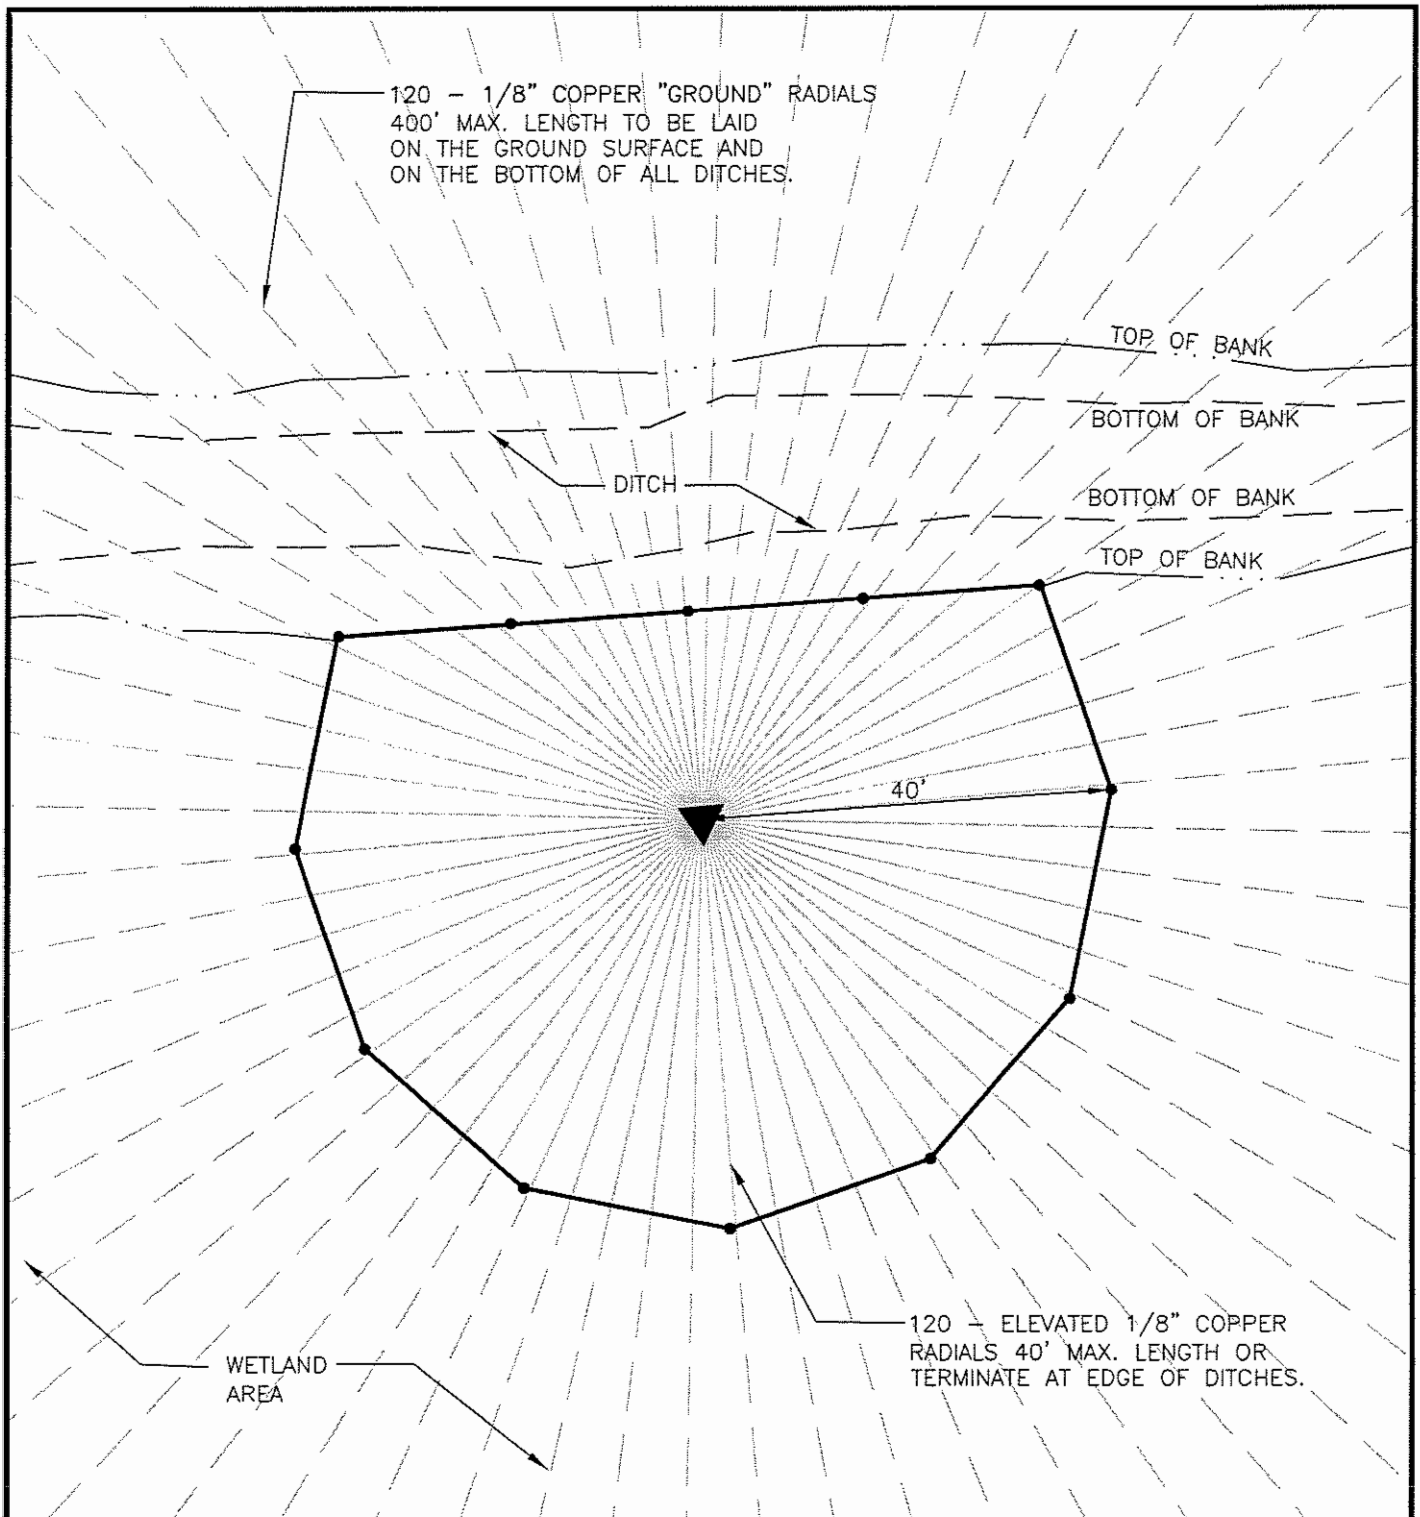 120 - 1/8" COPPER "GROUND" RADIALS
400' MAX. LENGTH TO BE LAID
ON THE GROUND SURFACE AND
ON THE BOTTOM OF ALL DITCHES.
TOP OF BANK
BOTTOM OF BANK
DITCH
BOTTOM OF BANK
TOP OF BANK
40'
120 - ELEVATED 1/8" COPPER
RADIALS 40' MAX. LENGTH OR
TERMINATE AT EDGE OF DITCHES.
WETLAND
AREA